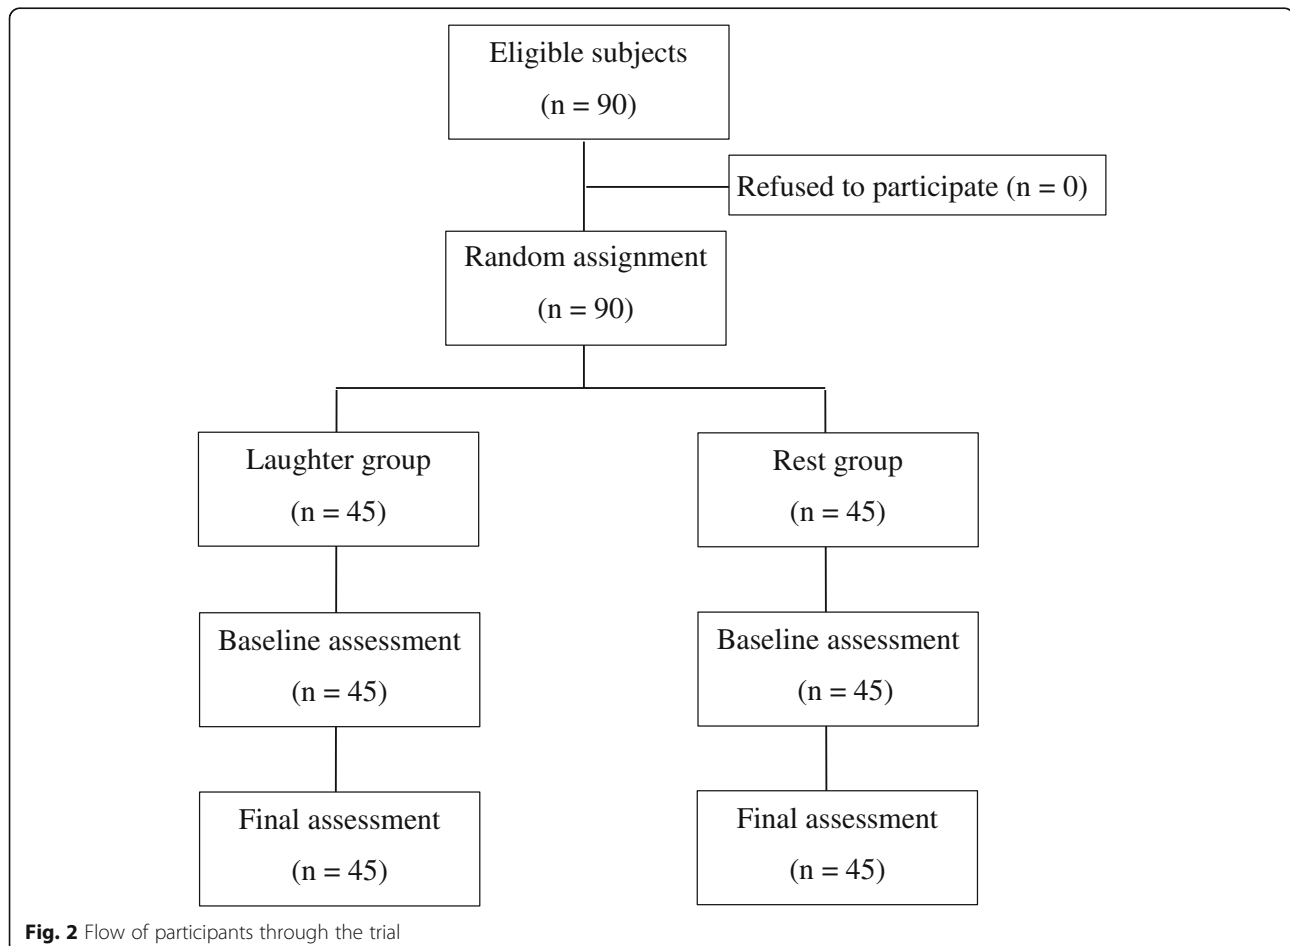 Eligible subjects
(n = 90)
Refused to participate (n = 0)
Random assignment
(n = 90)
Laughter group
(n = 45)
Rest group
(n = 45)
Baseline assessment
(n = 45)
Baseline assessment
(n = 45)
Final assessment
(n = 45)
Final assessment
(n = 45)
Fig. 2 Flow of participants through the trial